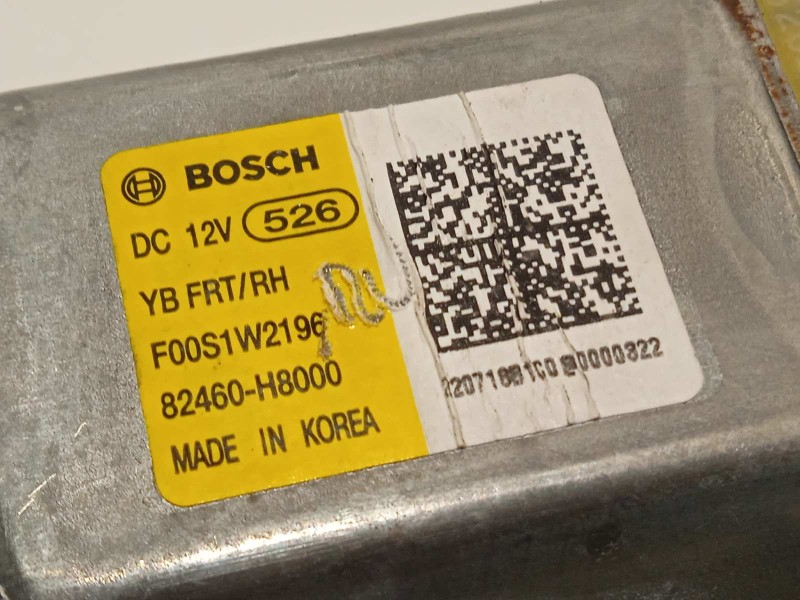 BOSCH
DC 12V 526
YB FRT/RH
F00S1W2196
82460-H8000
MADE IN KOREA